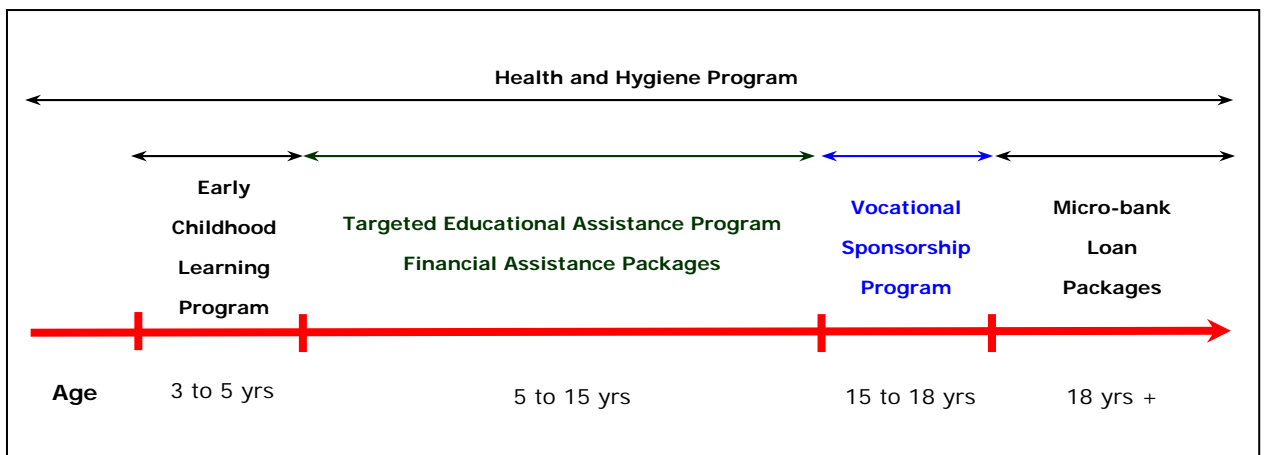 Health and Hygiene Program
Early
Childhood
Learning
Program
Targeted Educational Assistance Program
Financial Assistance Packages
Vocational
Sponsorship
Program
Micro-bank
Loan
Packages
Age
3 to 5 yrs
5 to 15 yrs
15 to 18 yrs
18 yrs +